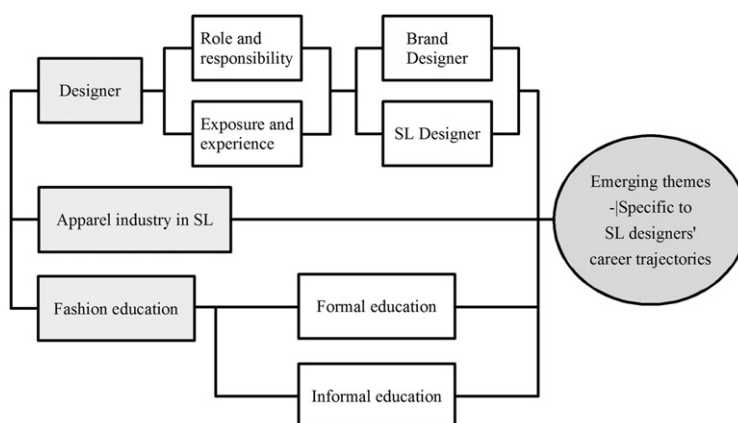 Role and
responsibility
Brand
Designer
Designer
Exposure and
experience
SL Designer
Emerging themes
-|Specific to
SL designers'
career trajectories
Apparel industry in SL
Fashion education
Formal education
Informal education